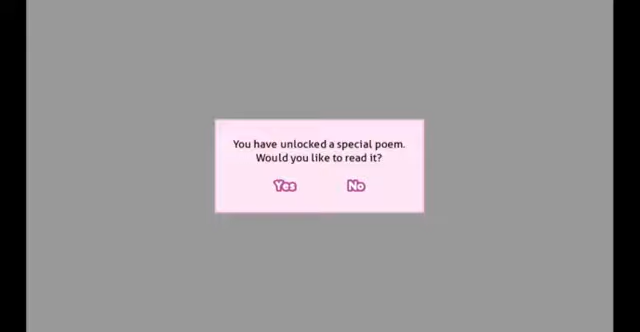 You have unlocked a special poem.
Would you like to read it?
Yes No